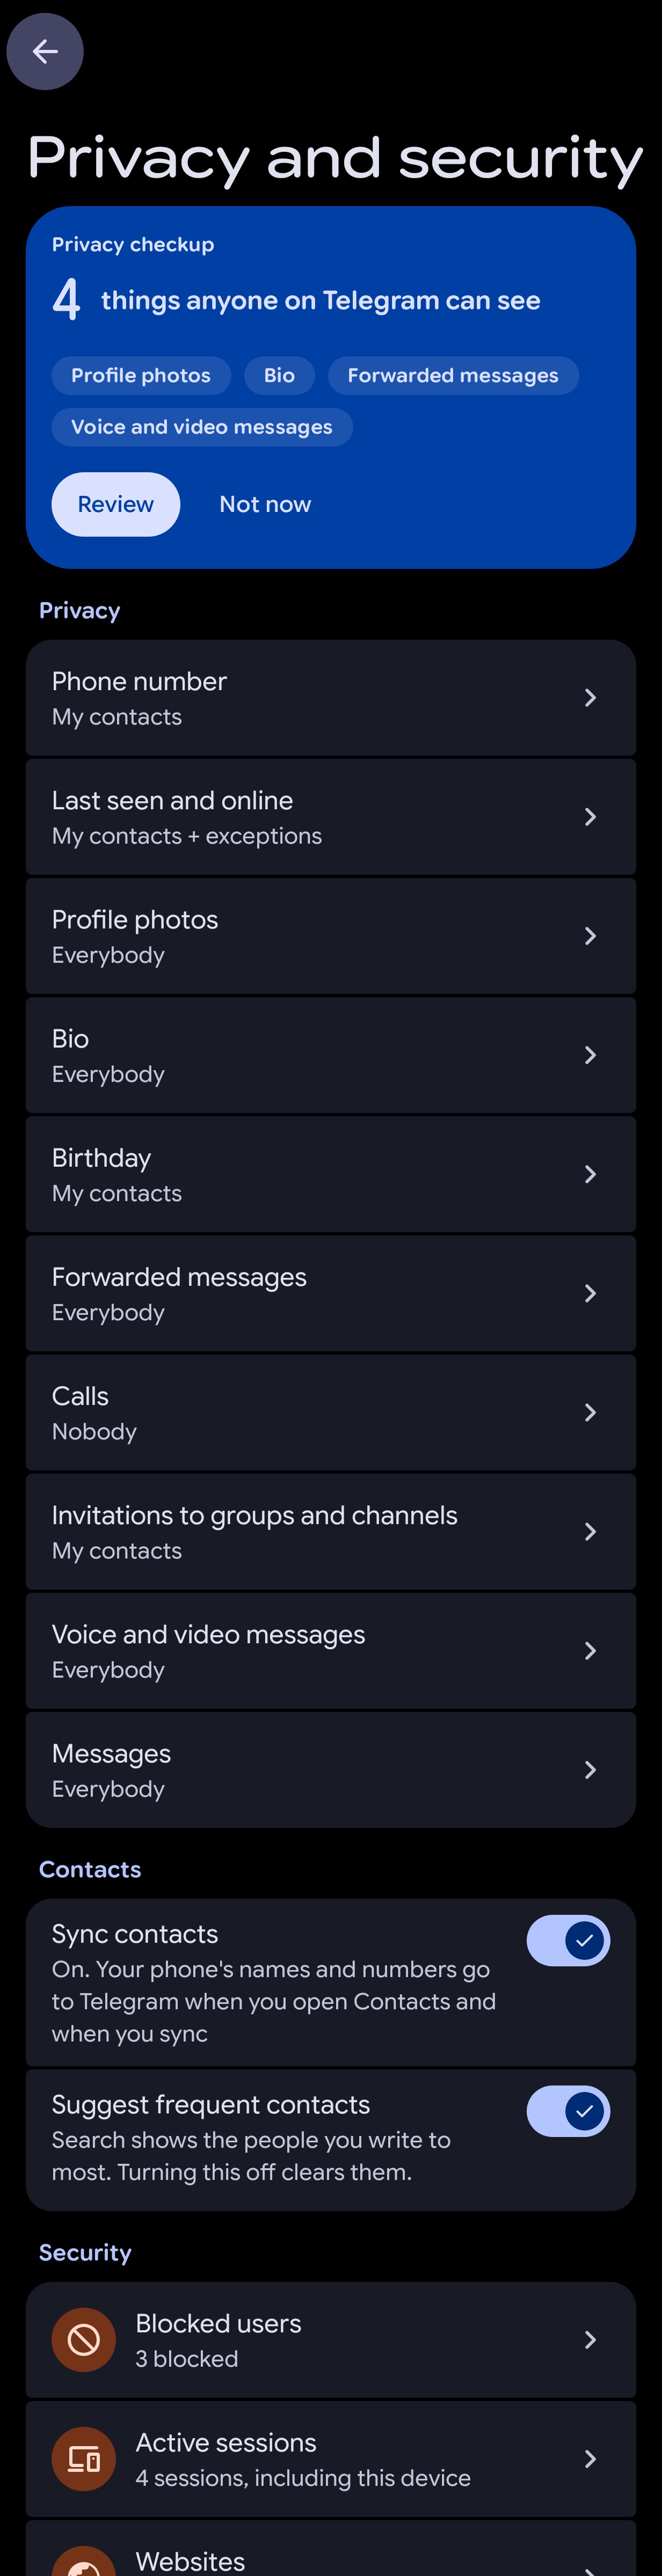 Privacy and security
Privacy checkup
4 things anyone on Telegram can see
Profile photos
Bio
Forwarded messages
Voice and video messages
Review
Not now
Privacy
Phone number
My contacts
Last seen and online
My contacts + exceptions
Profile photos
Everybody
Bio
Everybody
Birthday
My contacts
Forwarded messages
Everybody
Calls
Nobody
Invitations to groups and channels
My contacts
Voice and video messages
Everybody
Messages
Everybody
Contacts
Sync contacts
On. Your phone's names and numbers go
to Telegram when you open Contacts and
when you sync
Suggest frequent contacts
Search shows the people you write to
most. Turning this off clears them.
Security
Blocked users
3 blocked
Active sessions
4 sessions, including this device
Websites